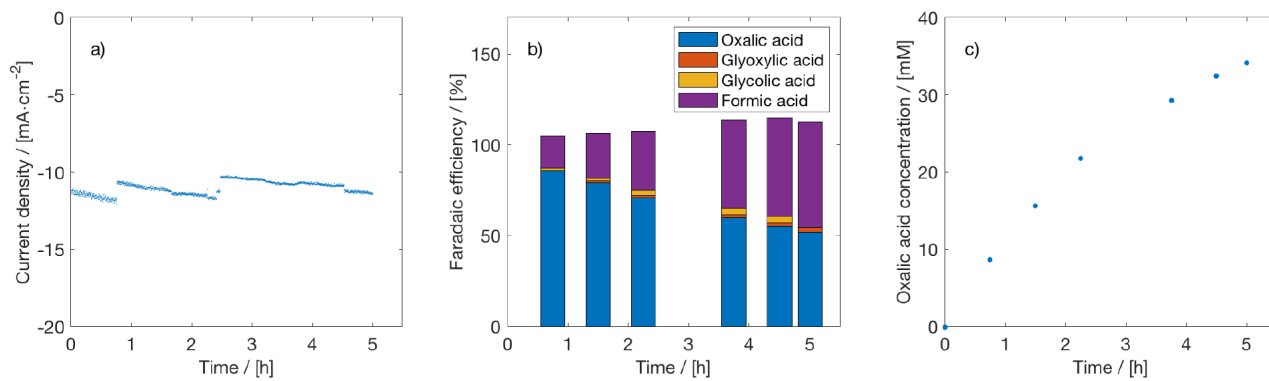 a)
0
-5
-10
-15
-20
Current density / [mA·cm⁻²]
0 1 2 3 4 5
Time / [h]
b)
Oxalic acid
Glyoxylic acid
Glycolic acid
Formic acid
150
100
50
0
Faradaic efficiency / [%]
0 1 2 3 4 5
Time / [h]
c)
40
30
20
10
0
Oxalic acid concentration / [mM]
0 1 2 3 4 5
Time / [h]